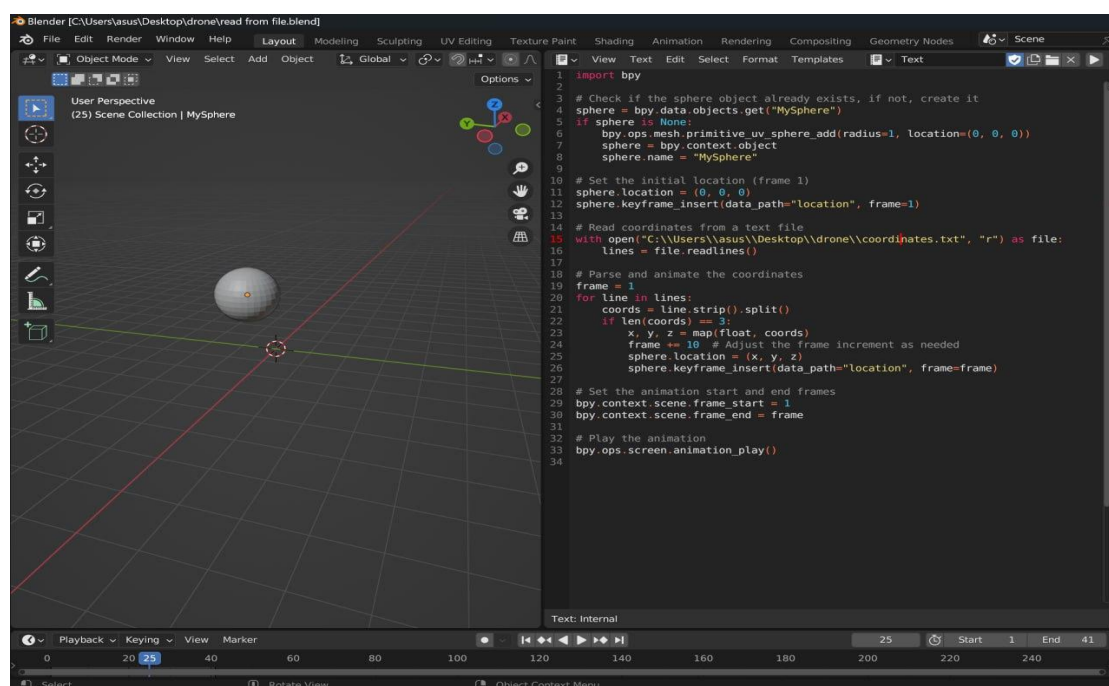 Blender [C:\Users\asus\Desktop\drone\read from file.blend]
File Edit Render Window Help Layout Modeling Sculpting UV Editing Texture Paint Shading Animation Rendering Compositing Geometry Nodes Scene
Object Mode View Select Add Object Global View Text Edit Select Format Templates Text
Options
User Perspective
(25) Scene Collection | MySphere
Z
X
Y
1 import bpy
2
3 # Check if the sphere object already exists, if not, create it
4 sphere = bpy.data.objects.get("MySphere")
5 if sphere is None:
6 bpy.ops.mesh.primitive_uv_sphere_add(radius=1, location=(0, 0, 0))
7 sphere = bpy.context.object
8 sphere.name = "MySphere"
9
10 # Set the initial location (frame 1)
11 sphere.location = (0, 0, 0)
12 sphere.keyframe_insert(data_path="location", frame=1)
13
14 # Read coordinates from a text file
15 with open("C:\\Users\\asus\\Desktop\\drone\\coordinates.txt", "r") as file:
16 lines = file.readlines()
17
18 # Parse and animate the coordinates
19 frame = 1
20 for line in lines:
21 coords = line.strip().split()
22 if len(coords) == 3:
23 x, y, z = map(float, coords)
24 frame += 10 # Adjust the frame increment as needed
25 sphere.location = (x, y, z)
26 sphere.keyframe_insert(data_path="location", frame=frame)
27
28 # Set the animation start and end frames
29 bpy.context.scene.frame_start = 1
30 bpy.context.scene.frame_end = frame
31
32 # Play the animation
33 bpy.ops.screen.animation_play()
34
Text: Internal
Playback Keying View Marker 25 Start 1 End 41
0 20 25 40 60 80 100 120 140 160 180 200 220 240
Select Rotate View Object Context Menu